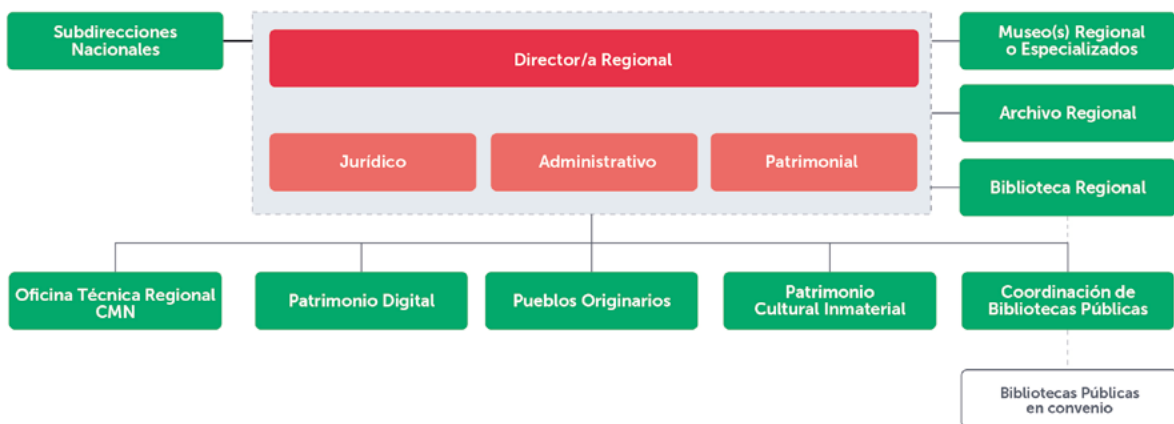 Subdirecciones
Nacionales
Director/a Regional
Museo(s) Regional
o Especializados
Archivo Regional
Jurídico
Administrativo
Patrimonial
Biblioteca Regional
Oficina Técnica Regional
CMN
Patrimonio Digital
Pueblos Originarios
Patrimonio
Cultural Inmaterial
Coordinación de
Bibliotecas Públicas
Bibliotecas Públicas
en convenio